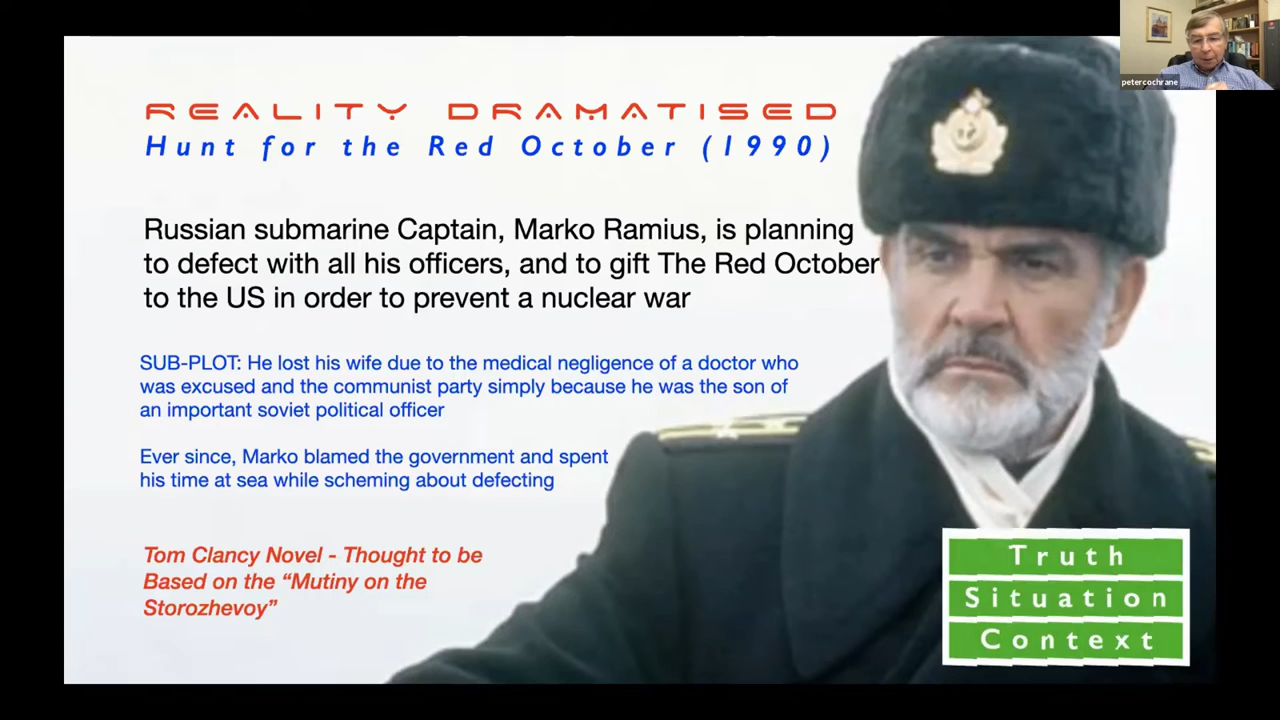 petercochrane
REALITY DRAMATISED
Hunt for the Red October (1990)
Russian submarine Captain, Marko Ramius, is planning
to defect with all his officers, and to gift The Red October
to the US in order to prevent a nuclear war
SUB-PLOT: He lost his wife due to the medical negligence of a doctor who
was excused and the communist party simply because he was the son of
an important soviet political officer
Ever since, Marko blamed the government and spent
his time at sea while scheming about defecting
Tom Clancy Novel - Thought to be
Based on the “Mutiny on the
Storozhevoy”
Truth
Situation
Context